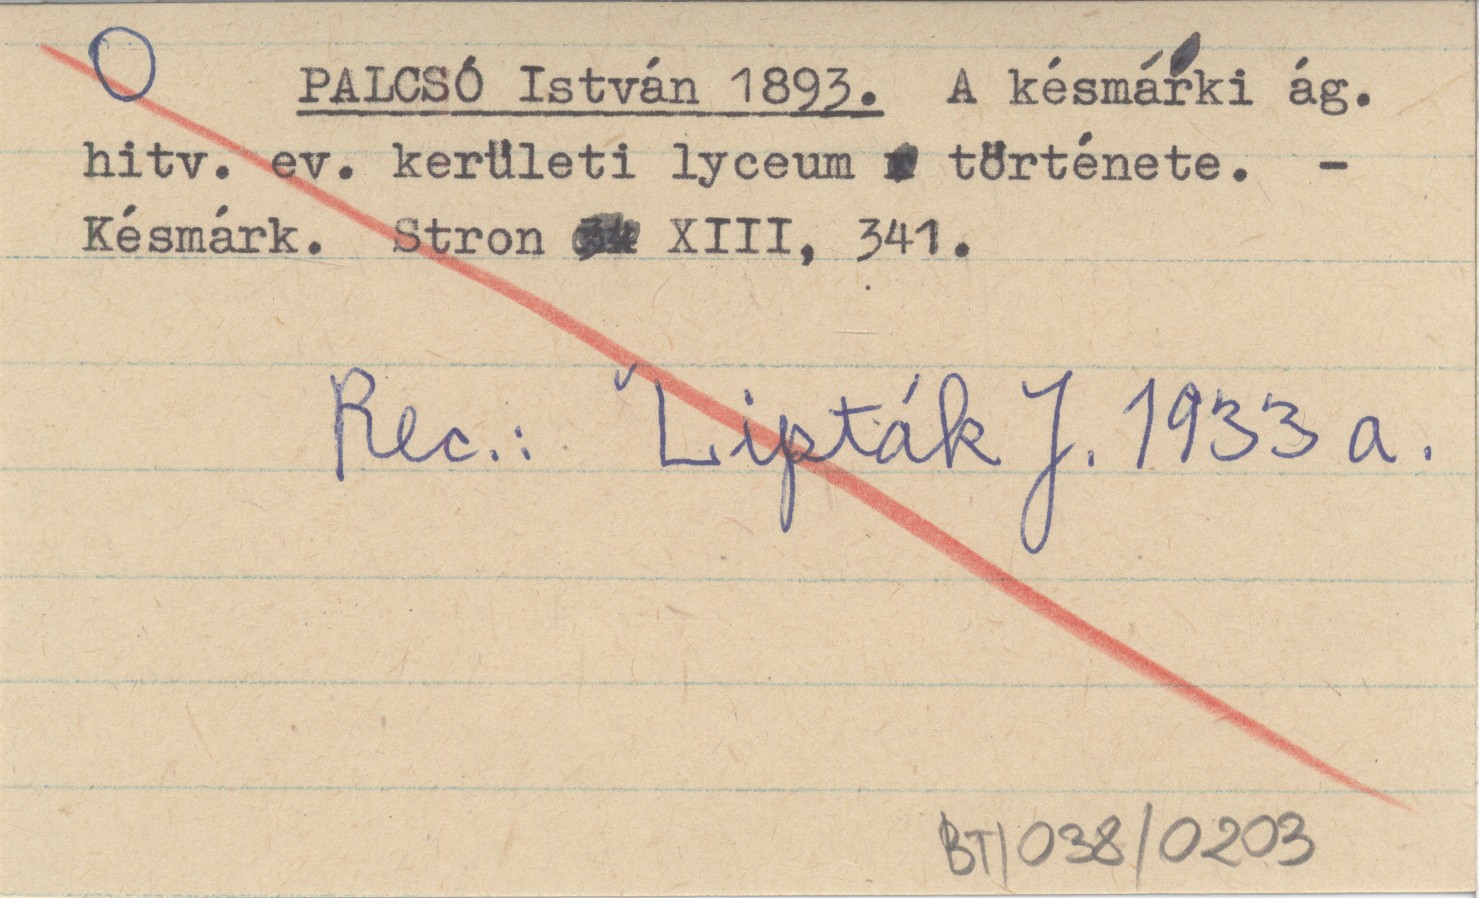 PALCSÓ István 1893. A késmárki ág.
hitv. ev. kerületi lyceum története. -
Késmárk. Stron XIII, 341.
Rec.: Lipták J. 1933 a.
BT/038/0203